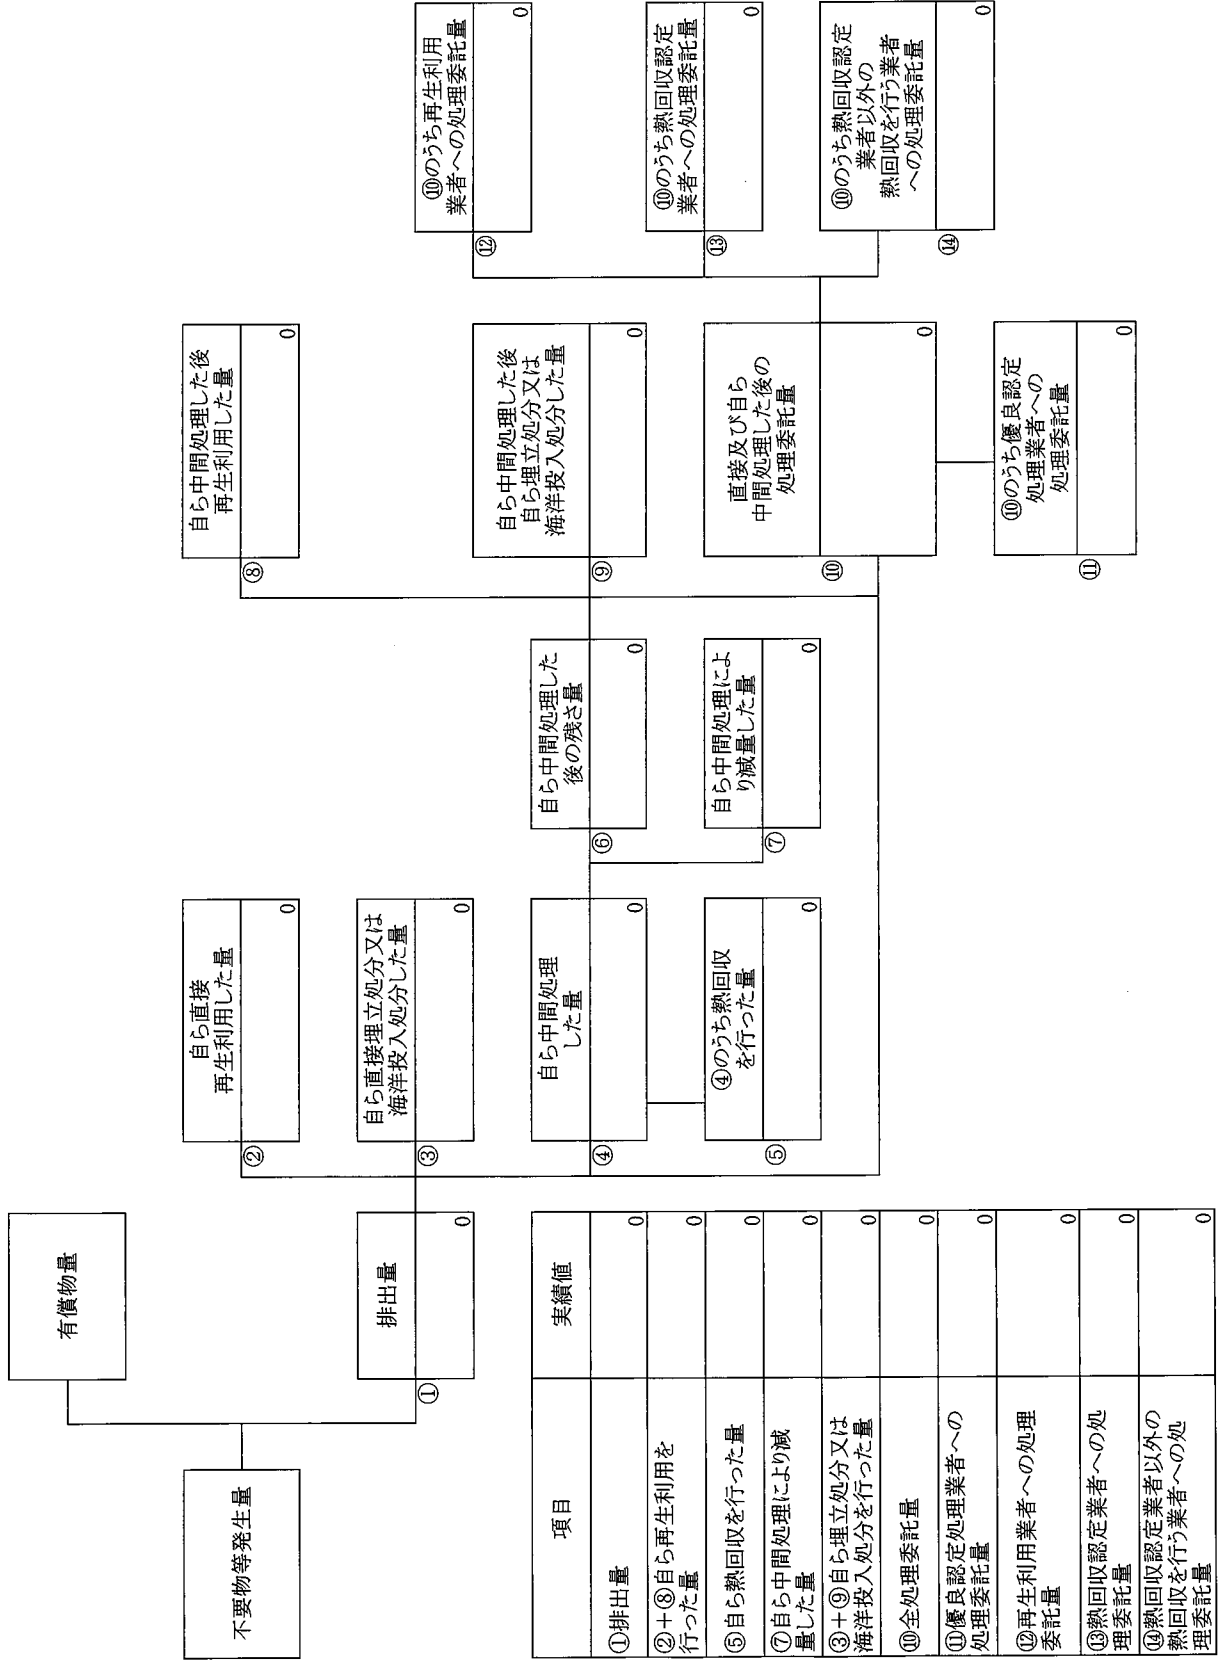 不要物等発生量
有償物量
排出量
①
0
自ら直接
再生利用した量
②
0
自ら直接埋立処分又は
海洋投入処分した量
③
0
自ら中間処理
した量
④
0
④のうち熱回収
を行った量
⑤
0
自ら中間処理した
後の残さ量
⑥
0
自ら中間処理によ
り減量した量
⑦
0
自ら中間処理した後
再生利用した量
⑧
0
自ら中間処理した後
自ら埋立処分又は
海洋投入処分した量
⑨
0
直接及び自ら
中間処理した後の
処理委託量
⑩
0
⑩のうち優良認定
処理業者への
処理委託量
⑪
0
⑩のうち再生利用
業者への処理委託量
⑫
0
⑩のうち熱回収認定
業者への処理委託量
⑬
0
⑩のうち熱回収認定
業者以外の
熱回収を行う業者
への処理委託量
⑭
0
項目 実績値
①排出量 0
②+⑧自ら再生利用を
行った量 0
⑤自ら熱回収を行った量 0
⑦自ら中間処理により減
量した量 0
③+⑨自ら埋立処分又は
海洋投入処分を行った量 0
⑩全処理委託量 0
⑪優良認定処理業者への
処理委託量 0
⑫再生利用業者への処理
委託量 0
⑬熱回収認定業者への処
理委託量 0
⑭熱回収認定業者以外の
熱回収を行う業者への処
理委託量 0